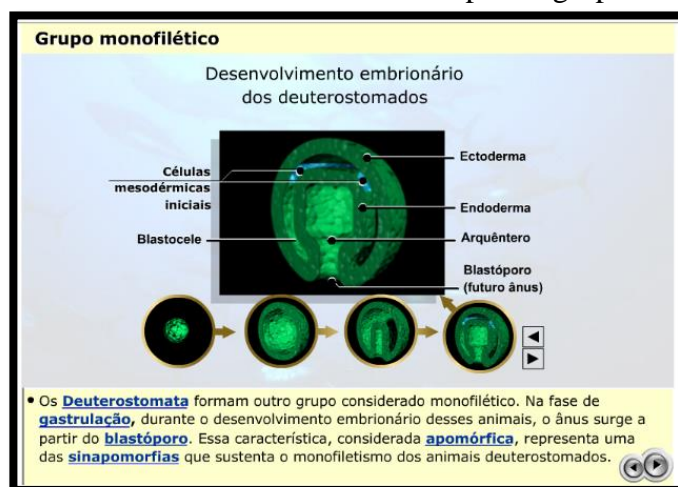 Grupo monofilético
Desenvolvimento embrionário
dos deuterostomados
Células
mesodérmicas
iniciais
Blastocele
Ectoderma
Endoderma
Arquêntero
Blastóporo
(futuro ânus)
• Os Deuterostomata formam outro grupo considerado monofilético. Na fase de
gastrulação, durante o desenvolvimento embrionário desses animais, o ânus surge a
partir do blastóporo. Essa característica, considerada apomórfica, representa uma
das sinapomorfias que sustenta o monofiletismo dos animais deuterostomados.